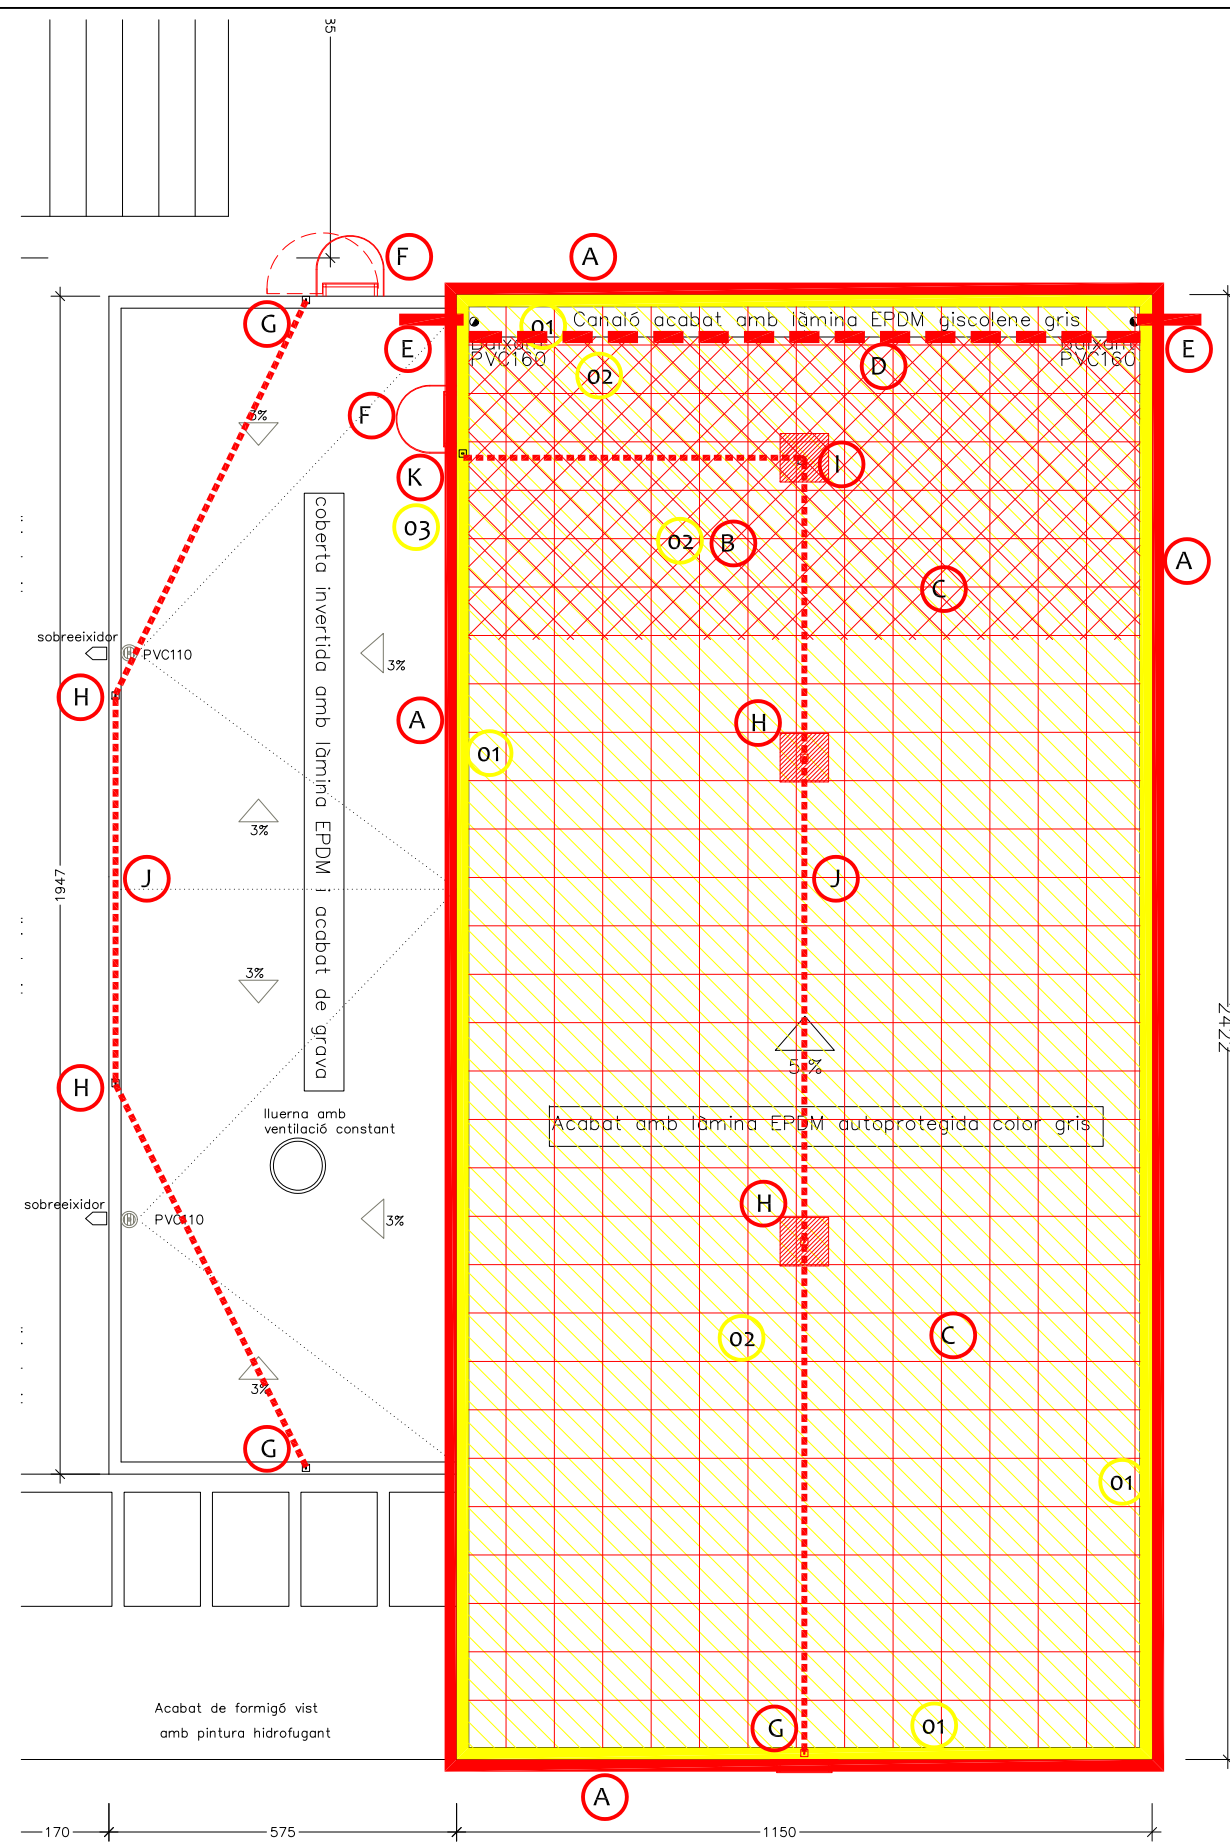 35
F
A
G
01
Canaló acabat amb làmina EPDM giscolene gris
E
E
Baixant
PVC160
Baixant
PVC160
D
02
F
3%
K
I
03
02
B
C
A
coberta invertida amb làmina EPDM i acabat de grava
sobreeixidor
PVC110
3%
H
A
H
01
3%
J
J
1947
3%
2422
5 %
H
lluerna amb
ventilació constant
Acabat amb làmina EPDM autoprotegida color gris
sobreeixidor
PVC110
3%
H
02
C
3%
G
01
Acabat de formigó vist
amb pintura hidrofugant
G
01
A
170
575
1150